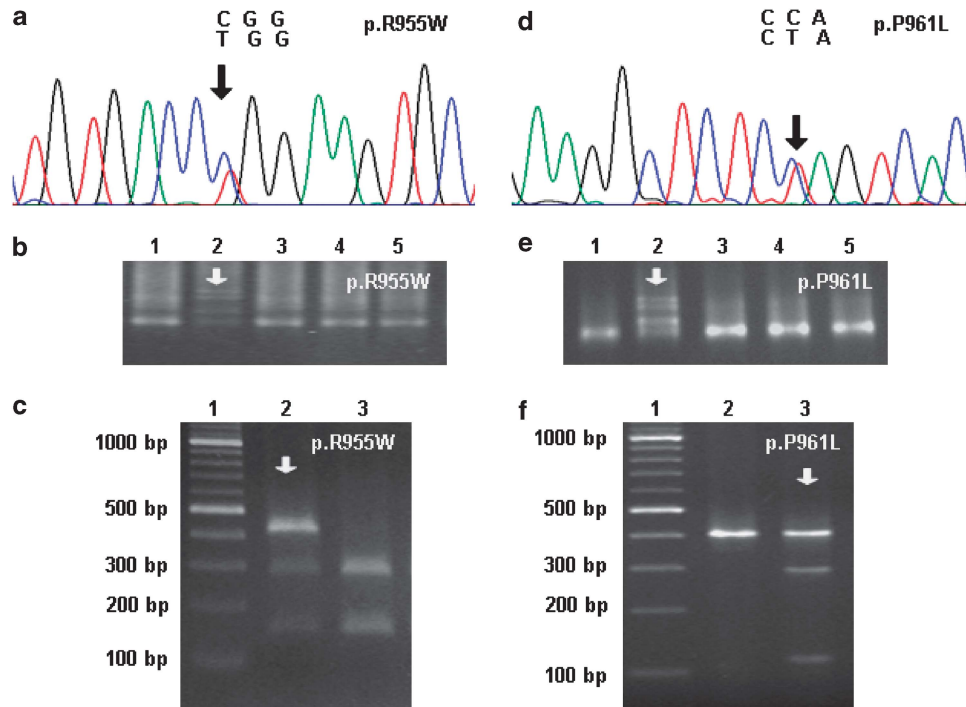 a
C G G
T G G
p.R955W
d
C C A
C T A
p.P961L
b
1 2 3 4 5
p.R955W
e
1 2 3 4 5
p.P961L
c
1 2 3
1000 bp
p.R955W
500 bp
300 bp
200 bp
100 bp
f
1 2 3
1000 bp
p.P961L
500 bp
300 bp
200 bp
100 bp